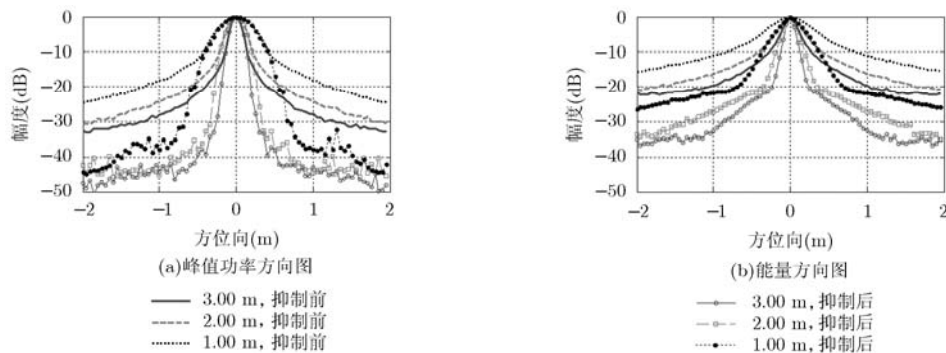 0
−10
−20
−30
−40
−50
幅度(dB)
−2
−1
0
1
2
方位向(m)
(a)峰值功率方向图
0
−10
−20
−30
−40
−50
幅度(dB)
−2
−1
0
1
2
方位向(m)
(b)能量方向图
3.00 m, 抑制前
2.00 m, 抑制前
1.00 m, 抑制前
3.00 m, 抑制后
2.00 m, 抑制后
1.00 m, 抑制后